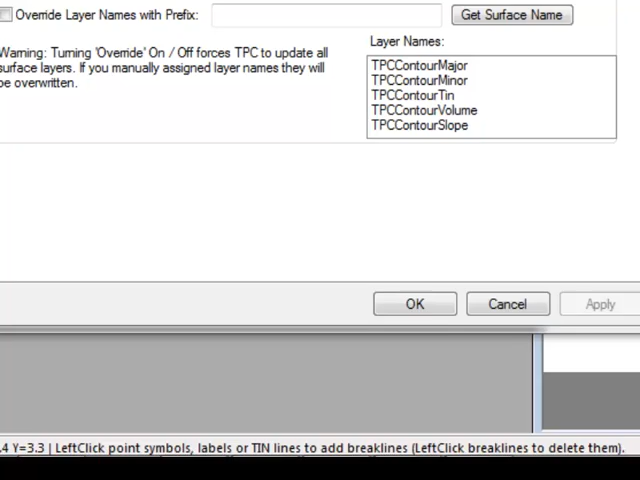 Override Layer Names with Prefix:
Get Surface Name
Warning: Turning 'Override' On / Off forces TPC to update all
surface layers. If you manually assigned layer names they will
be overwritten.
Layer Names:
TPCContourMajor
TPCContourMinor
TPCContourTin
TPCContourVolume
TPCContourSlope
OK
Cancel
Apply
.4 Y=3.3 | LeftClick point symbols, labels or TIN lines to add breaklines (LeftClick breaklines to delete them).